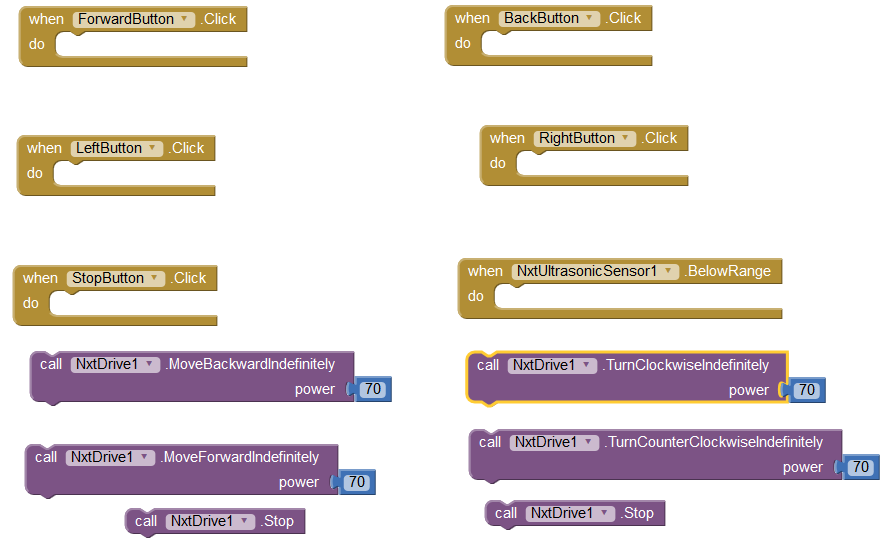 when ForwardButton .Click
do
when BackButton .Click
do
when LeftButton .Click
do
when RightButton .Click
do
when StopButton .Click
do
when NxtUltrasonicSensor1 .BelowRange
do
call NxtDrive1 .MoveBackwardIndefinitely
power 70
call NxtDrive1 .TurnClockwiseIndefinitely
power 70
call NxtDrive1 .MoveForwardIndefinitely
power 70
call NxtDrive1 .TurnCounterClockwiseIndefinitely
power 70
call NxtDrive1 .Stop
call NxtDrive1 .Stop